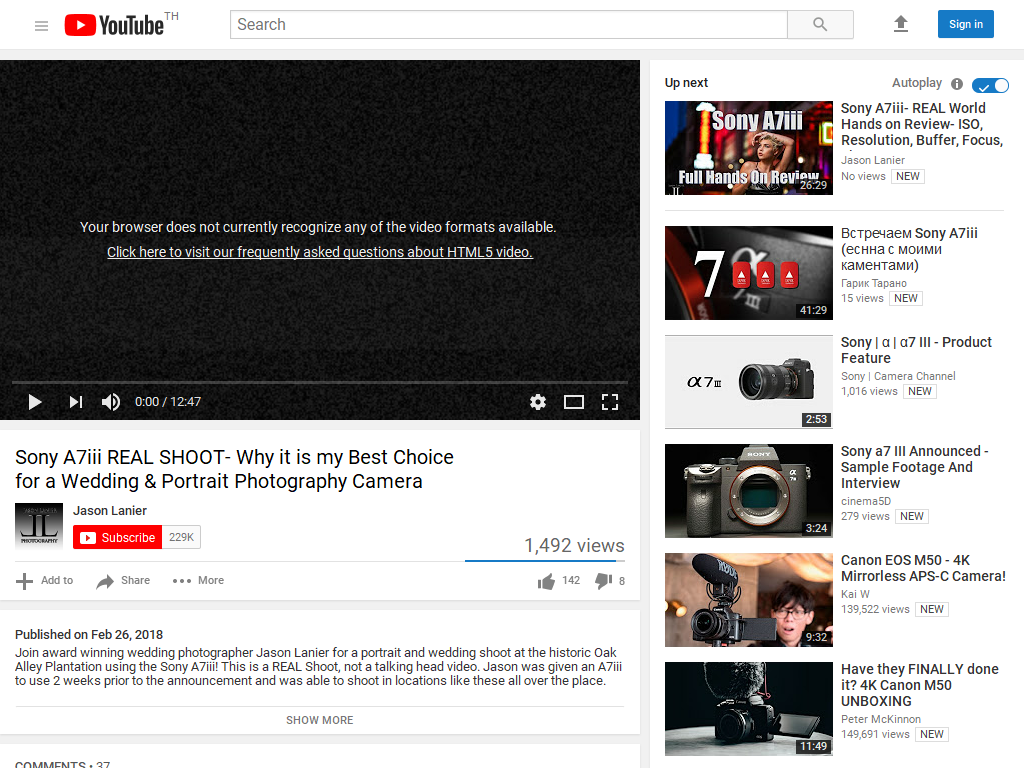 YouTube TH
Search
Sign in
Your browser does not currently recognize any of the video formats available.
Click here to visit our frequently asked questions about HTML5 video.
0:00 / 12:47
Sony A7iii REAL SHOOT- Why it is my Best Choice
for a Wedding & Portrait Photography Camera
Jason Lanier
Subscribe 229K
1,492 views
Add to Share More 142 8
Published on Feb 26, 2018
Join award winning wedding photographer Jason Lanier for a portrait and wedding shoot at the historic Oak
Alley Plantation using the Sony A7iii! This is a REAL Shoot, not a talking head video. Jason was given an A7iii
to use 2 weeks prior to the announcement and was able to shoot in locations like these all over the place.
SHOW MORE
COMMENTS • 37
Up next Autoplay
Sony A7iii
Full Hands On Review
26:29
Sony A7iii- REAL World
Hands on Review- ISO,
Resolution, Buffer, Focus,
Jason Lanier
No views NEW
7
41:29
Встречаем Sony A7iii
(еснна с моими
каментами)
Гарик Тарано
15 views NEW
α7III
2:53
Sony | α | α7 III - Product
Feature
Sony | Camera Channel
1,016 views NEW
SONY
3:24
Sony a7 III Announced -
Sample Footage And
Interview
cinema5D
279 views NEW
RODE
9:32
Canon EOS M50 - 4K
Mirrorless APS-C Camera!
Kai W
139,522 views NEW
11:49
Have they FINALLY done
it? 4K Canon M50
UNBOXING
Peter McKinnon
149,691 views NEW